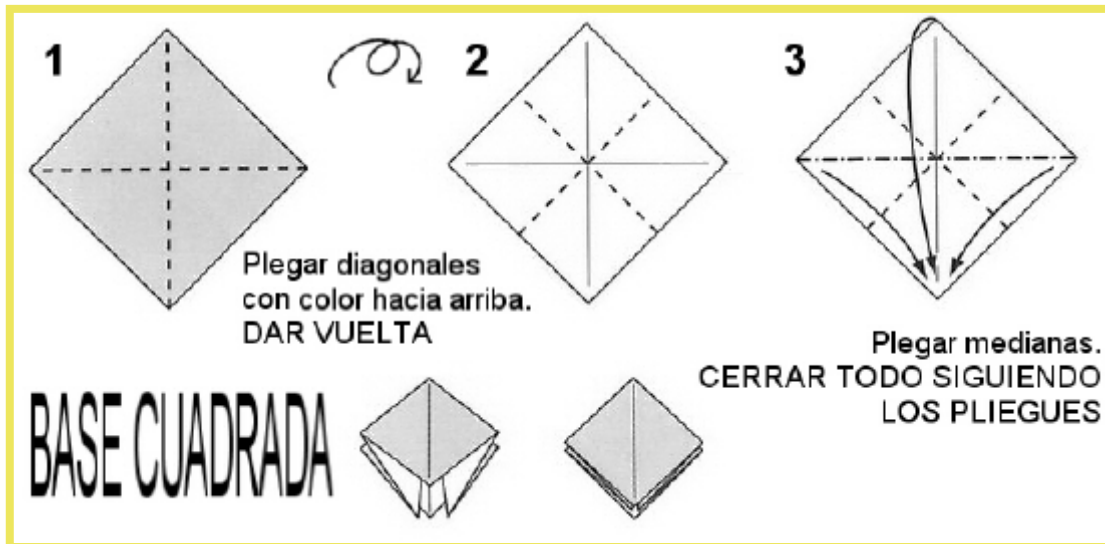 1
2
3
Plegar diagonales
con color hacia arriba.
DAR VUELTA
Plegar medianas.
CERRAR TODO SIGUIENDO
LOS PLIEGUES
BASE CUADRADA